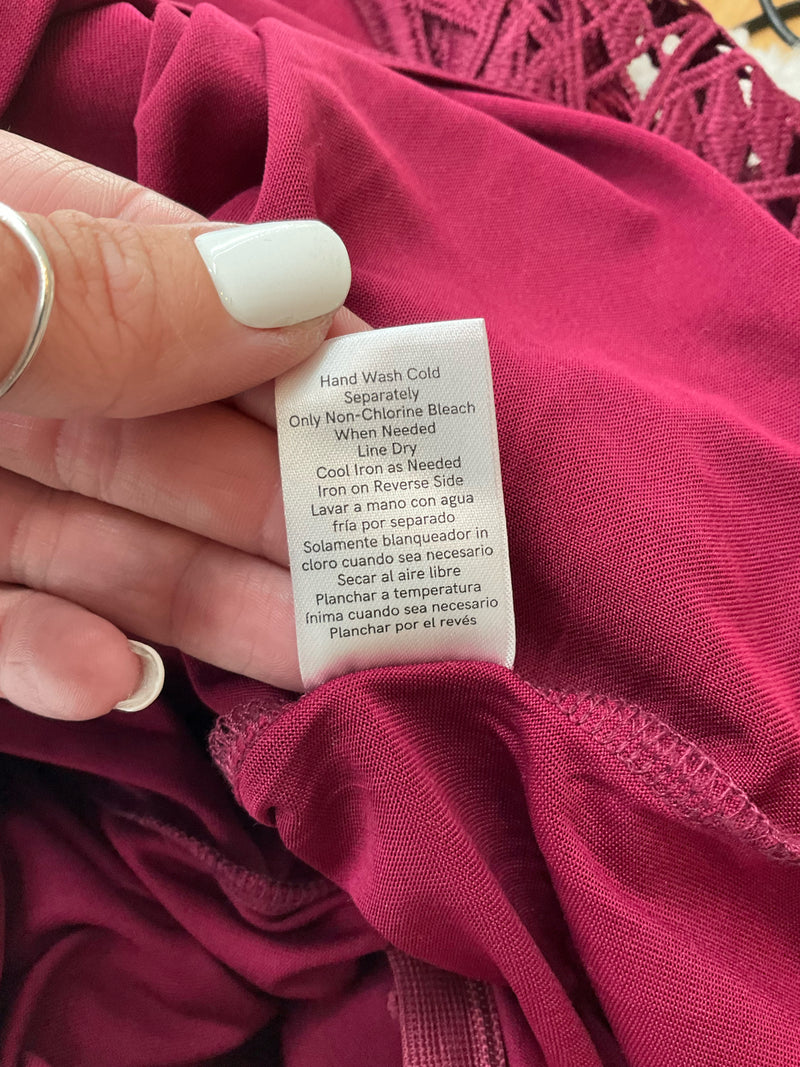 Hand Wash Cold
Separately
Only Non-Chlorine Bleach
When Needed
Line Dry
Cool Iron as Needed
Iron on Reverse Side
Lavar a mano con agua
fría por separado
Solamente blanqueador in
cloro cuando sea necesario
Secar al aire libre
Planchar a temperatura
ínima cuando sea necesario
Planchar por el revés